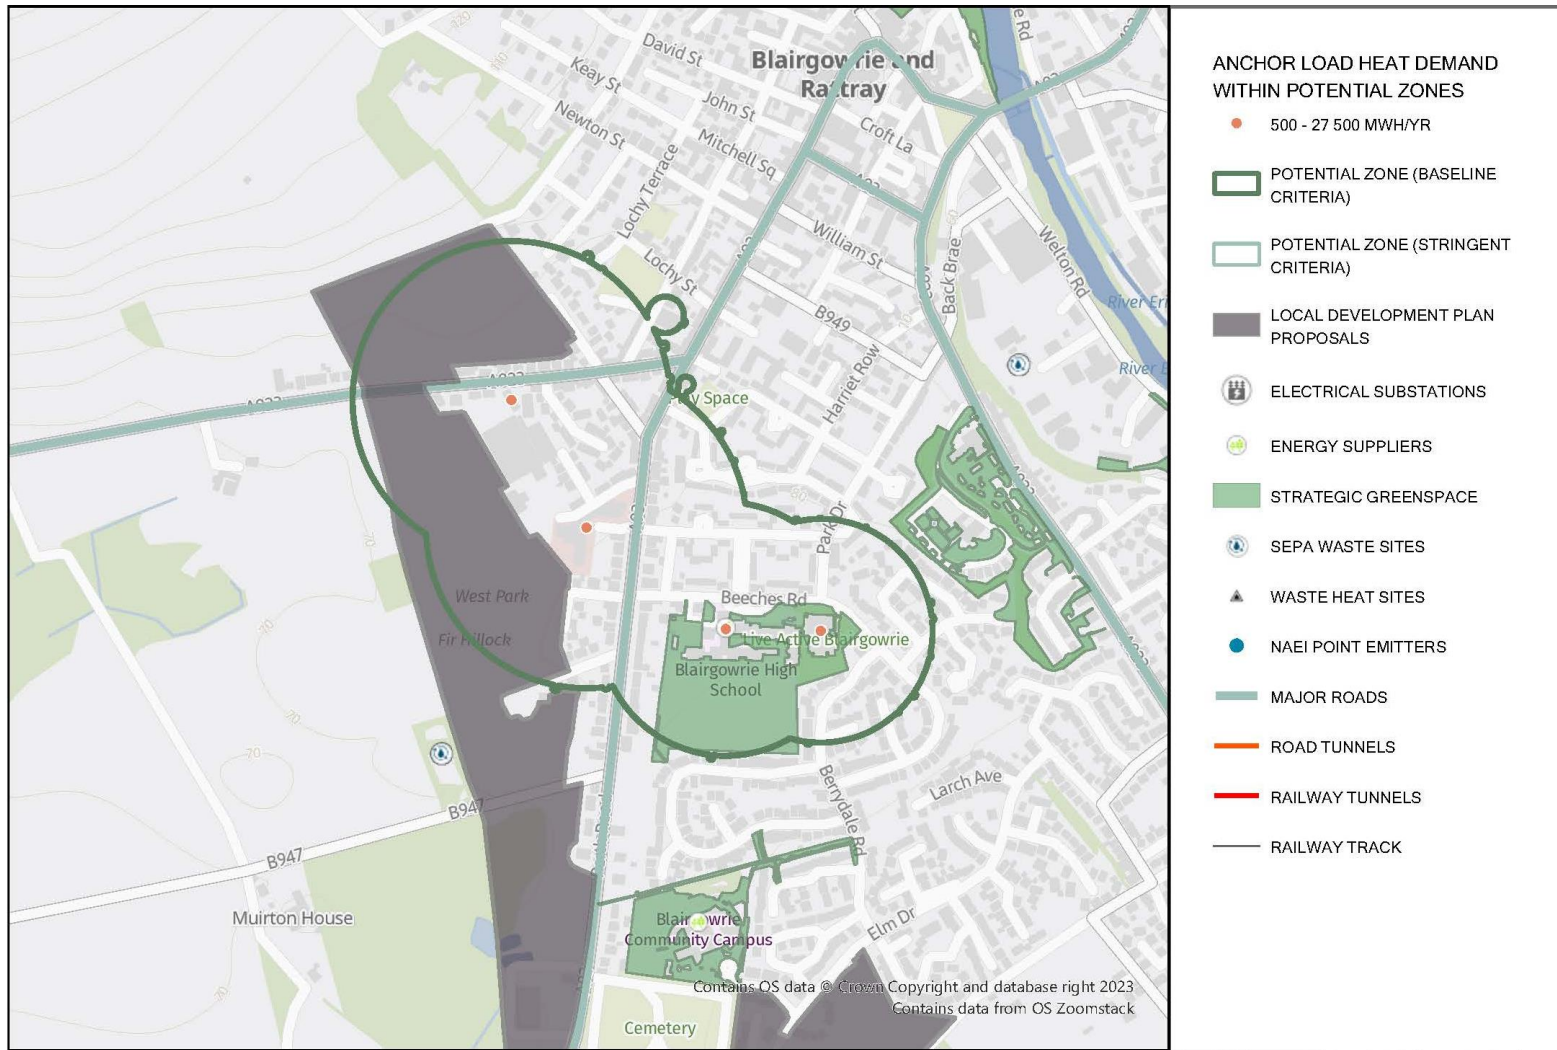 David St
Keay St
Blairgowrie and
Rattray
Newton St
John St
Croft La
Mitchell Sq
Lochy Terrace
William St
Lochy St
Back Brae
Welton Rd
B949
Harriet Row
Play Space
Park Dr
Beeches Rd
West Park
Fir Hillock
Live Active Blairgowrie
Blairgowrie High
School
B947
B947
Berrydale Rd
Larch Ave
Elm Dr
Muirton House
Community Campus
Cemetery
Contains OS data @ Crown Copyright and database right 2023
Contains data from OS Zoomstack
ANCHOR LOAD HEAT DEMAND
WITHIN POTENTIAL ZONES
500 - 27 500 MWH/YR
POTENTIAL ZONE (BASELINE
CRITERIA)
POTENTIAL ZONE (STRINGENT
CRITERIA)
LOCAL DEVELOPMENT PLAN
PROPOSALS
ELECTRICAL SUBSTATIONS
ENERGY SUPPLIERS
STRATEGIC GREENSPACE
SEPA WASTE SITES
WASTE HEAT SITES
NAEI POINT EMITTERS
MAJOR ROADS
ROAD TUNNELS
RAILWAY TUNNELS
RAILWAY TRACK